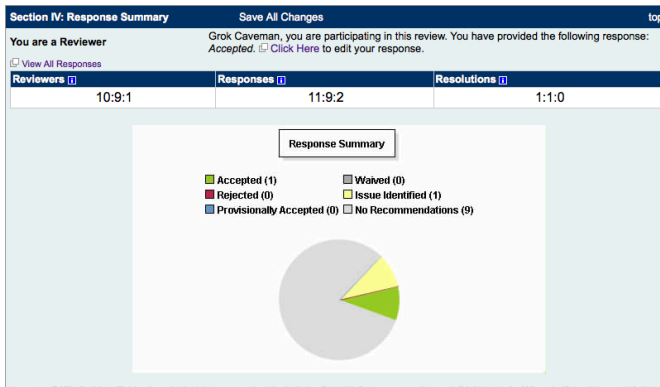 Section IV: Response Summary Save All Changes top
You are a Reviewer
Grok Caveman, you are participating in this review. You have provided the following response:
Accepted. Click Here to edit your response.
View All Responses
Reviewers i Responses i Resolutions i
10:9:1 11:9:2 1:1:0
Response Summary
Accepted (1) Waived (0)
Rejected (0) Issue Identified (1)
Provisionally Accepted (0) No Recommendations (9)